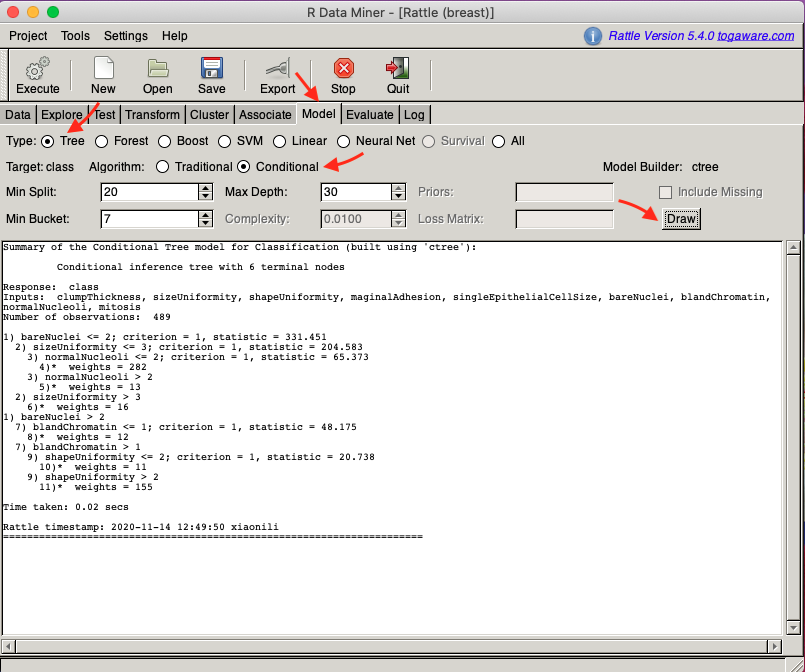 R Data Miner - [Rattle (breast)]
Project Tools Settings Help Rattle Version 5.4.0 togaware.com
Execute New Open Save Export Stop Quit
Data Explore Test Transform Cluster Associate Model Evaluate Log
Type: Tree Forest Boost SVM Linear Neural Net Survival All
Target: class Algorithm: Traditional Conditional Model Builder: ctree
Min Split: 20 Max Depth: 30 Priors: Include Missing
Min Bucket: 7 Complexity: 0.0100 Loss Matrix: Draw
Summary of the Conditional Tree model for Classification (built using 'ctree'):
Conditional inference tree with 6 terminal nodes
Response: class
Inputs: clumpThickness, sizeUniformity, shapeUniformity, maginalAdhesion, singleEpithelialCellSize, bareNuclei, blandChromatin,
normalNucleoli, mitosis
Number of observations: 489
1) bareNuclei <= 2; criterion = 1, statistic = 331.451
2) sizeUniformity <= 3; criterion = 1, statistic = 204.583
3) normalNucleoli <= 2; criterion = 1, statistic = 65.373
4)* weights = 282
3) normalNucleoli > 2
5)* weights = 13
2) sizeUniformity > 3
6)* weights = 16
1) bareNuclei > 2
7) blandChromatin <= 1; criterion = 1, statistic = 48.175
8)* weights = 12
7) blandChromatin > 1
9) shapeUniformity <= 2; criterion = 1, statistic = 20.738
10)* weights = 11
9) shapeUniformity > 2
11)* weights = 155
Time taken: 0.02 secs
Rattle timestamp: 2020-11-14 12:49:50 xiaonili
======================================================================